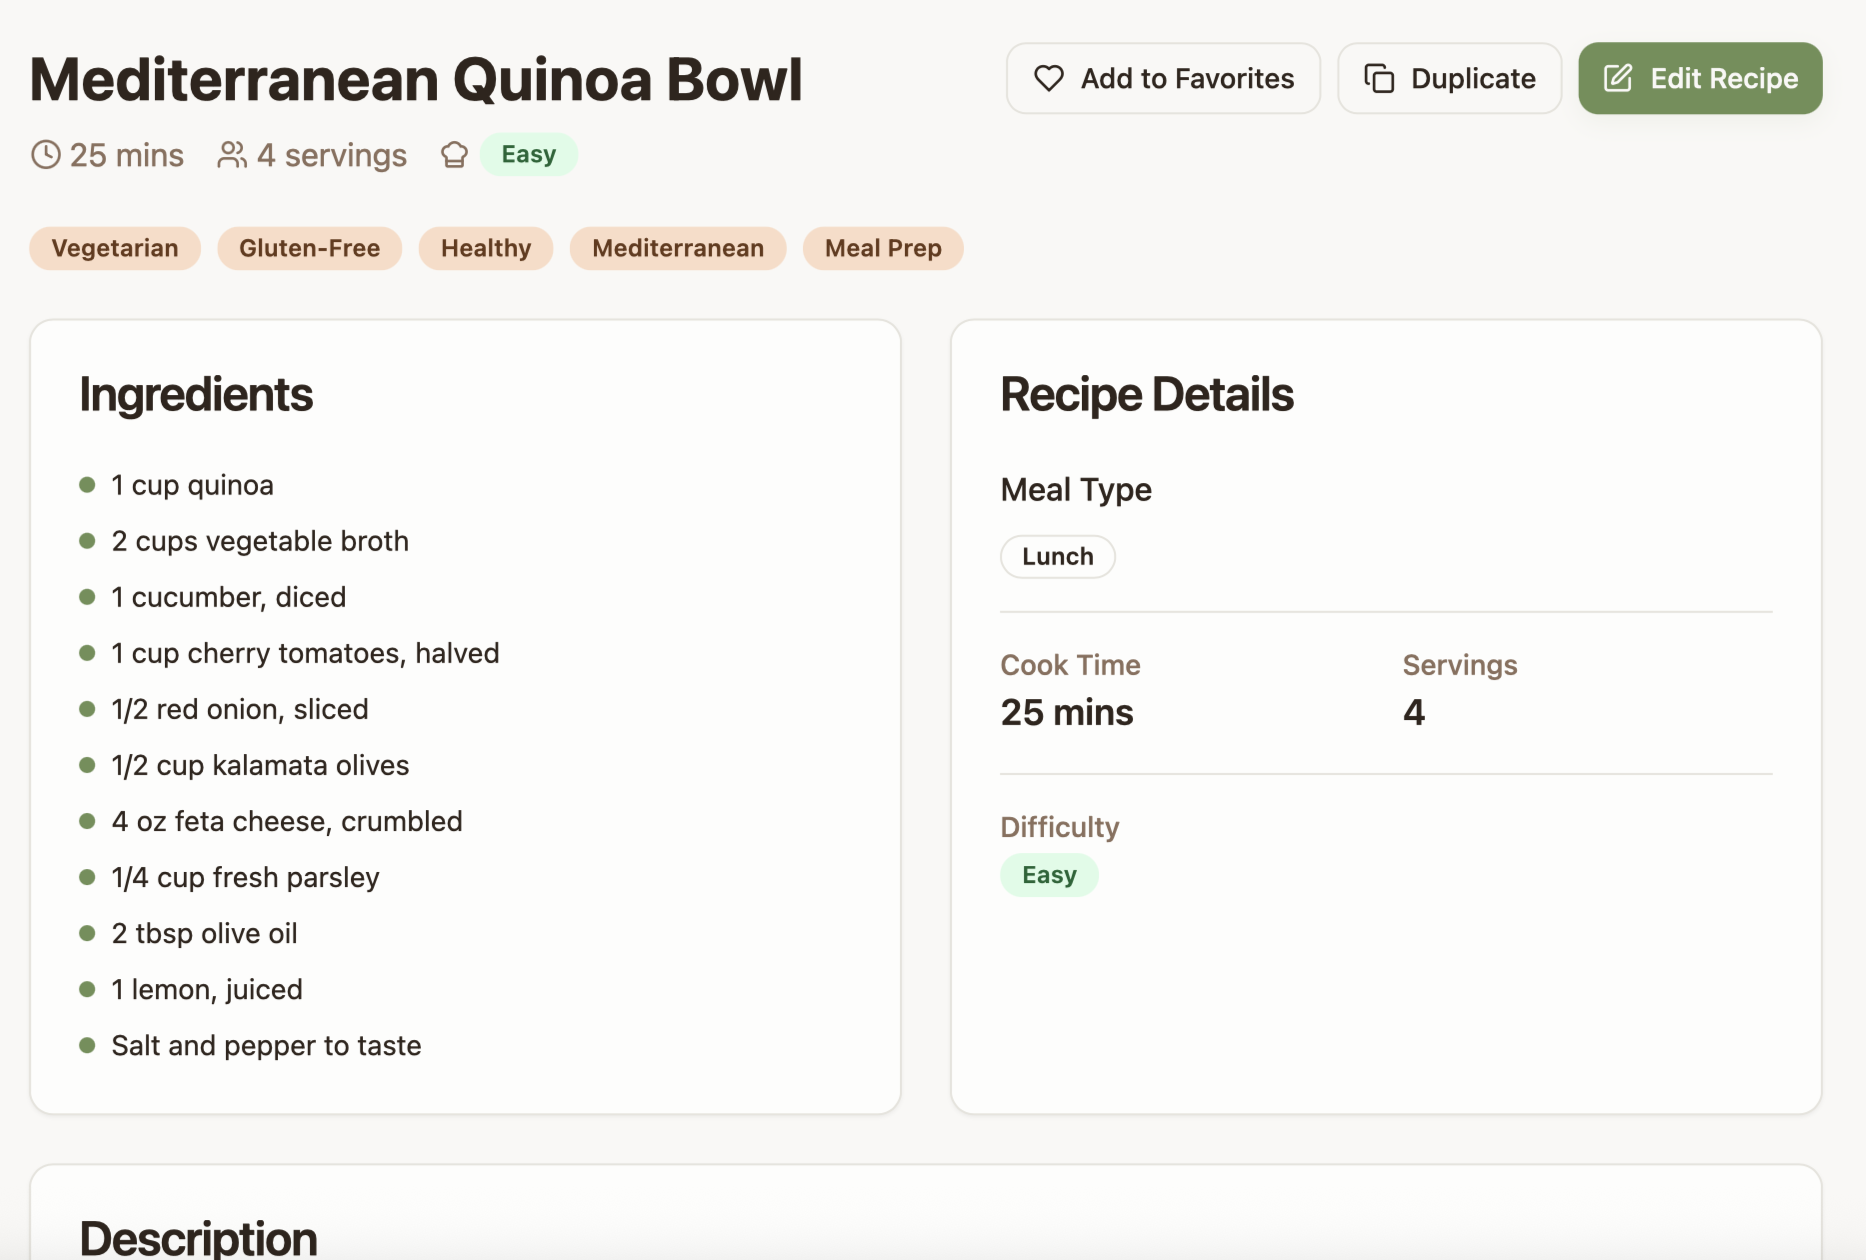 Mediterranean Quinoa Bowl
Add to Favorites
Duplicate
Edit Recipe
25 mins
4 servings
Easy
Vegetarian
Gluten-Free
Healthy
Mediterranean
Meal Prep
Ingredients
1 cup quinoa
2 cups vegetable broth
1 cucumber, diced
1 cup cherry tomatoes, halved
1/2 red onion, sliced
1/2 cup kalamata olives
4 oz feta cheese, crumbled
1/4 cup fresh parsley
2 tbsp olive oil
1 lemon, juiced
Salt and pepper to taste
Recipe Details
Meal Type
Lunch
Cook Time
25 mins
Servings
4
Difficulty
Easy
Description